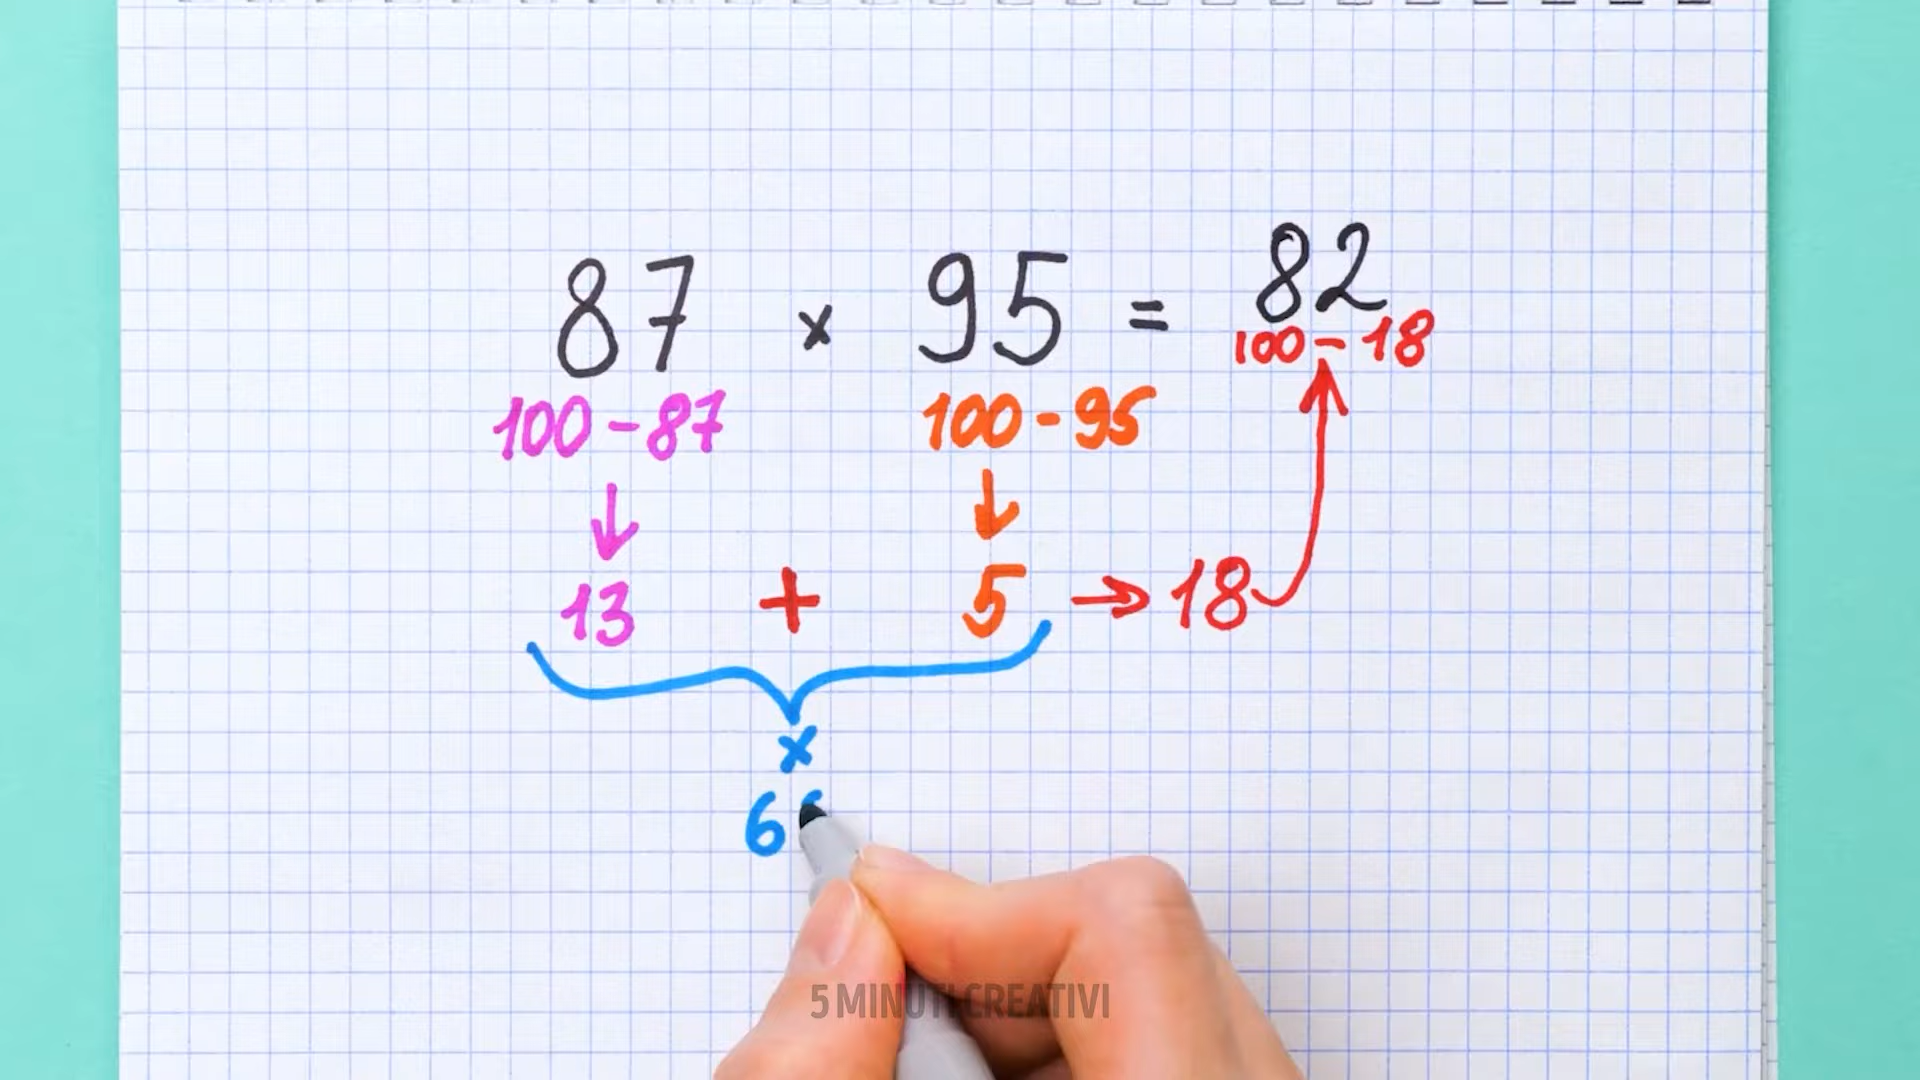 87 × 95 = 82
100 - 18
100 - 87 100 - 95
↓ ↓
13 + 5 → 18
×
6
5 MINUTI CREATIVI